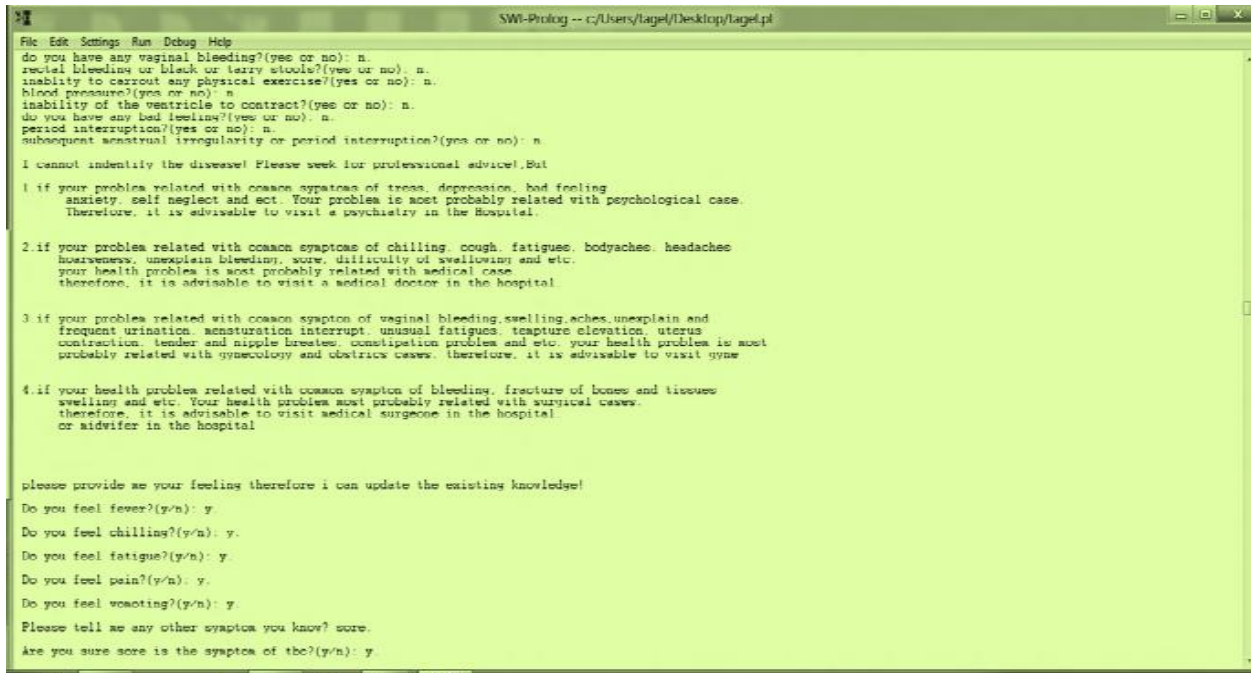 SWI-Prolog -- c:/Users/tagel/Desktop/tagel.pl
File Edit Settings Run Debug Help
do you have any vaginal bleeding?(yes or no): n.
rectal bleeding or black or tarry stools?(yes or no): n.
inablity to carrout any physical exercise?(yes or no): n.
blood pressure?(yes or no): n
inability of the ventricle to contract?(yes or no): n.
do you have any bad feeling?(yes or no): n.
period interruption?(yes or no): n.
subsequent menstrual irregularity or period interruption?(yes or no): n
I cannot indentify the disease! Please seek for professional advice!,But
1 if your problem related with common sypatoms of tress, depression, bad feeling
anxiety, self neglect and ect. Your problem is most probably related with psychological case.
Therefore, it is advisable to visit a psychiatry in the Hospital.
2.if your problem related with common symptoms of chilling, cough, fatigues, bodyaches, headaches
hoarseness, unexplain bleeding, sore, difficulty of swallowing and etc.
your health problem is most probably related with medical case
therefore, it is advisable to visit a medical doctor in the hospital
3.if your problem related with common sympton of vaginal bleeding,swelling,aches,unexplain and
frequent urination, mensturation interrupt, unusual fatigues, tempture elevation, uterus
contraction, tender and nipple breates, constipation problem and etc. your health problem is most
probably related with gynecology and obstrics cases. therefore, it is advisable to visit gyne
4.if your health problem related with common sympton of bleeding, fracture of bones and tissues
swelling and etc. Your health problem most probably related with surgical cases.
therefore, it is advisable to visit medical surgeone in the hospital
or midwifer in the hospital
please provide me your feeling therefore i can update the existing knowledge!
Do you feel fever?(y/n): y.
Do you feel chilling?(y/n): y.
Do you feel fatigue?(y/n): y.
Do you feel pain?(y/n): y.
Do you feel vomoting?(y/n): y.
Please tell me any other symptom you know? sore.
Are you sure sore is the symptom of tbc?(y/n): y.